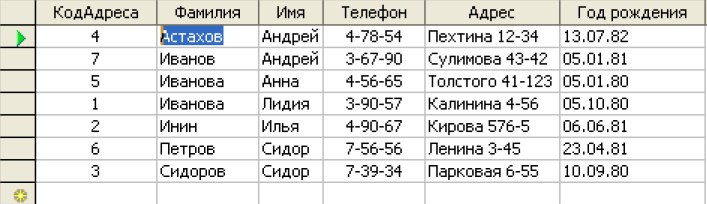 КодАдреса Фамилия Имя Телефон Адрес Год рождения
4 Астахов Андрей 4-78-54 Пехтина 12-34 13.07.82
7 Иванов Андрей 3-67-90 Сулимова 43-42 05.01.81
5 Иванова Анна 4-56-65 Толстого 41-123 05.01.80
1 Иванова Лидия 3-90-57 Калинина 4-56 05.10.80
2 Инин Илья 4-90-67 Кирова 576-5 06.06.81
6 Петров Сидор 7-56-56 Ленина 3-45 23.04.81
3 Сидоров Сидор 7-39-34 Парковая 6-55 10.09.80